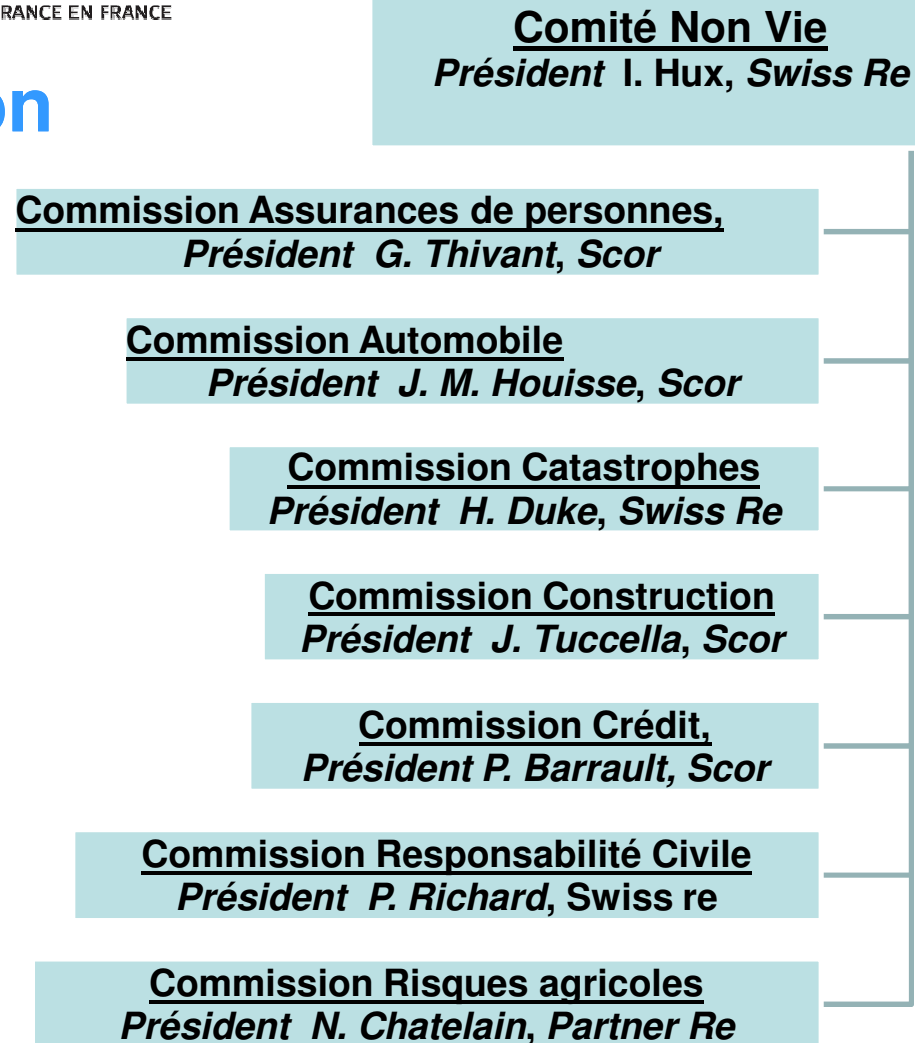 RANCE EN FRANCE
on
Comité Non Vie
Président I. Hux, Swiss Re
Commission Assurances de personnes,
Président G. Thivant, Scor
Commission Automobile
Président J. M. Houisse, Scor
Commission Catastrophes
Président H. Duke, Swiss Re
Commission Construction
Président J. Tuccella, Scor
Commission Crédit,
Président P. Barrault, Scor
Commission Responsabilité Civile
Président P. Richard, Swiss re
Commission Risques agricoles
Président N. Chatelain, Partner Re